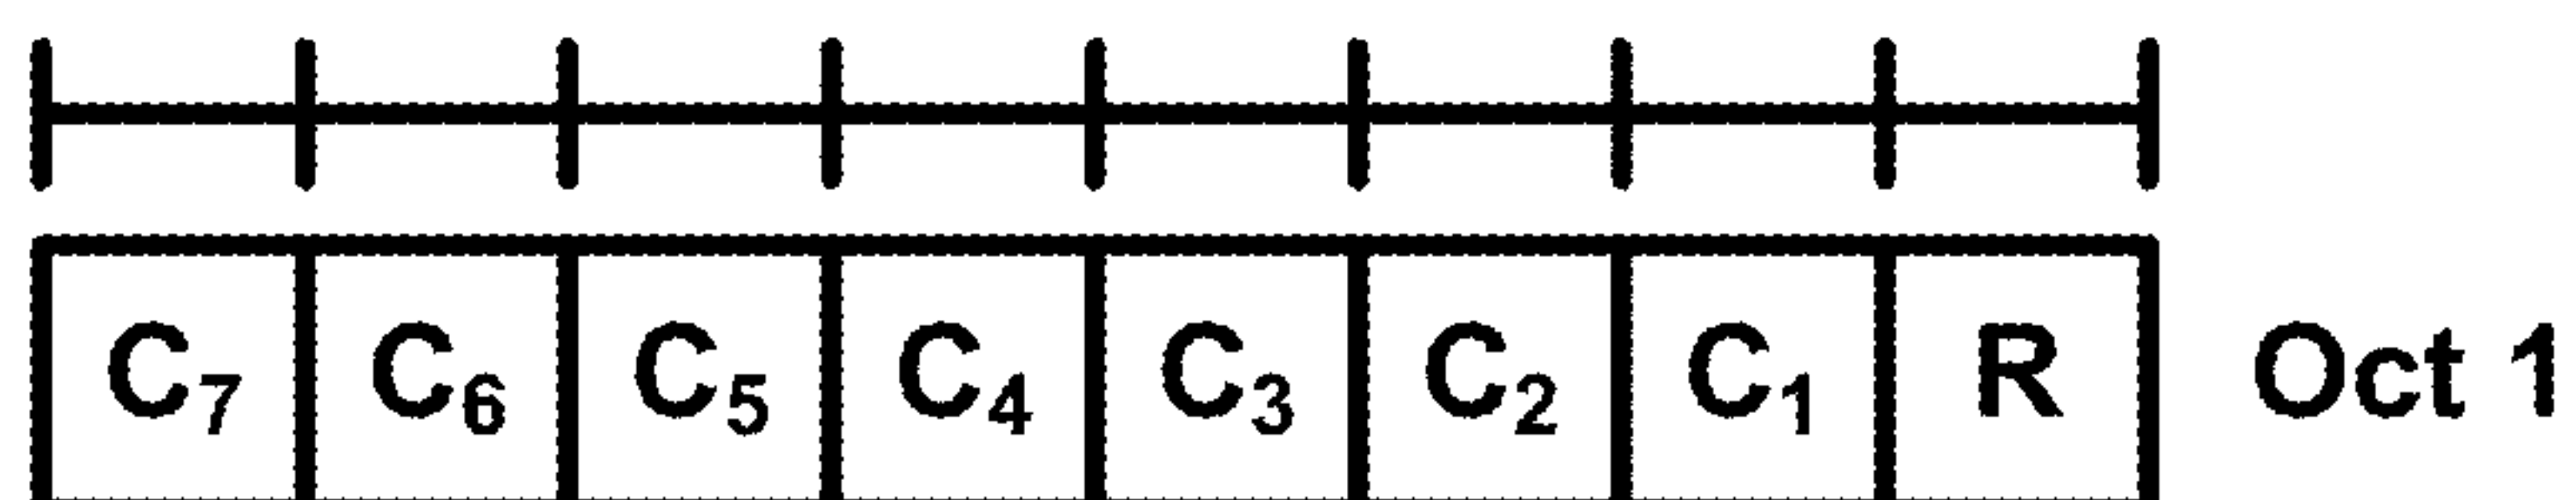 C₇ C₆ C₅ C₄ C₃ C₂ C₁ R Oct 1